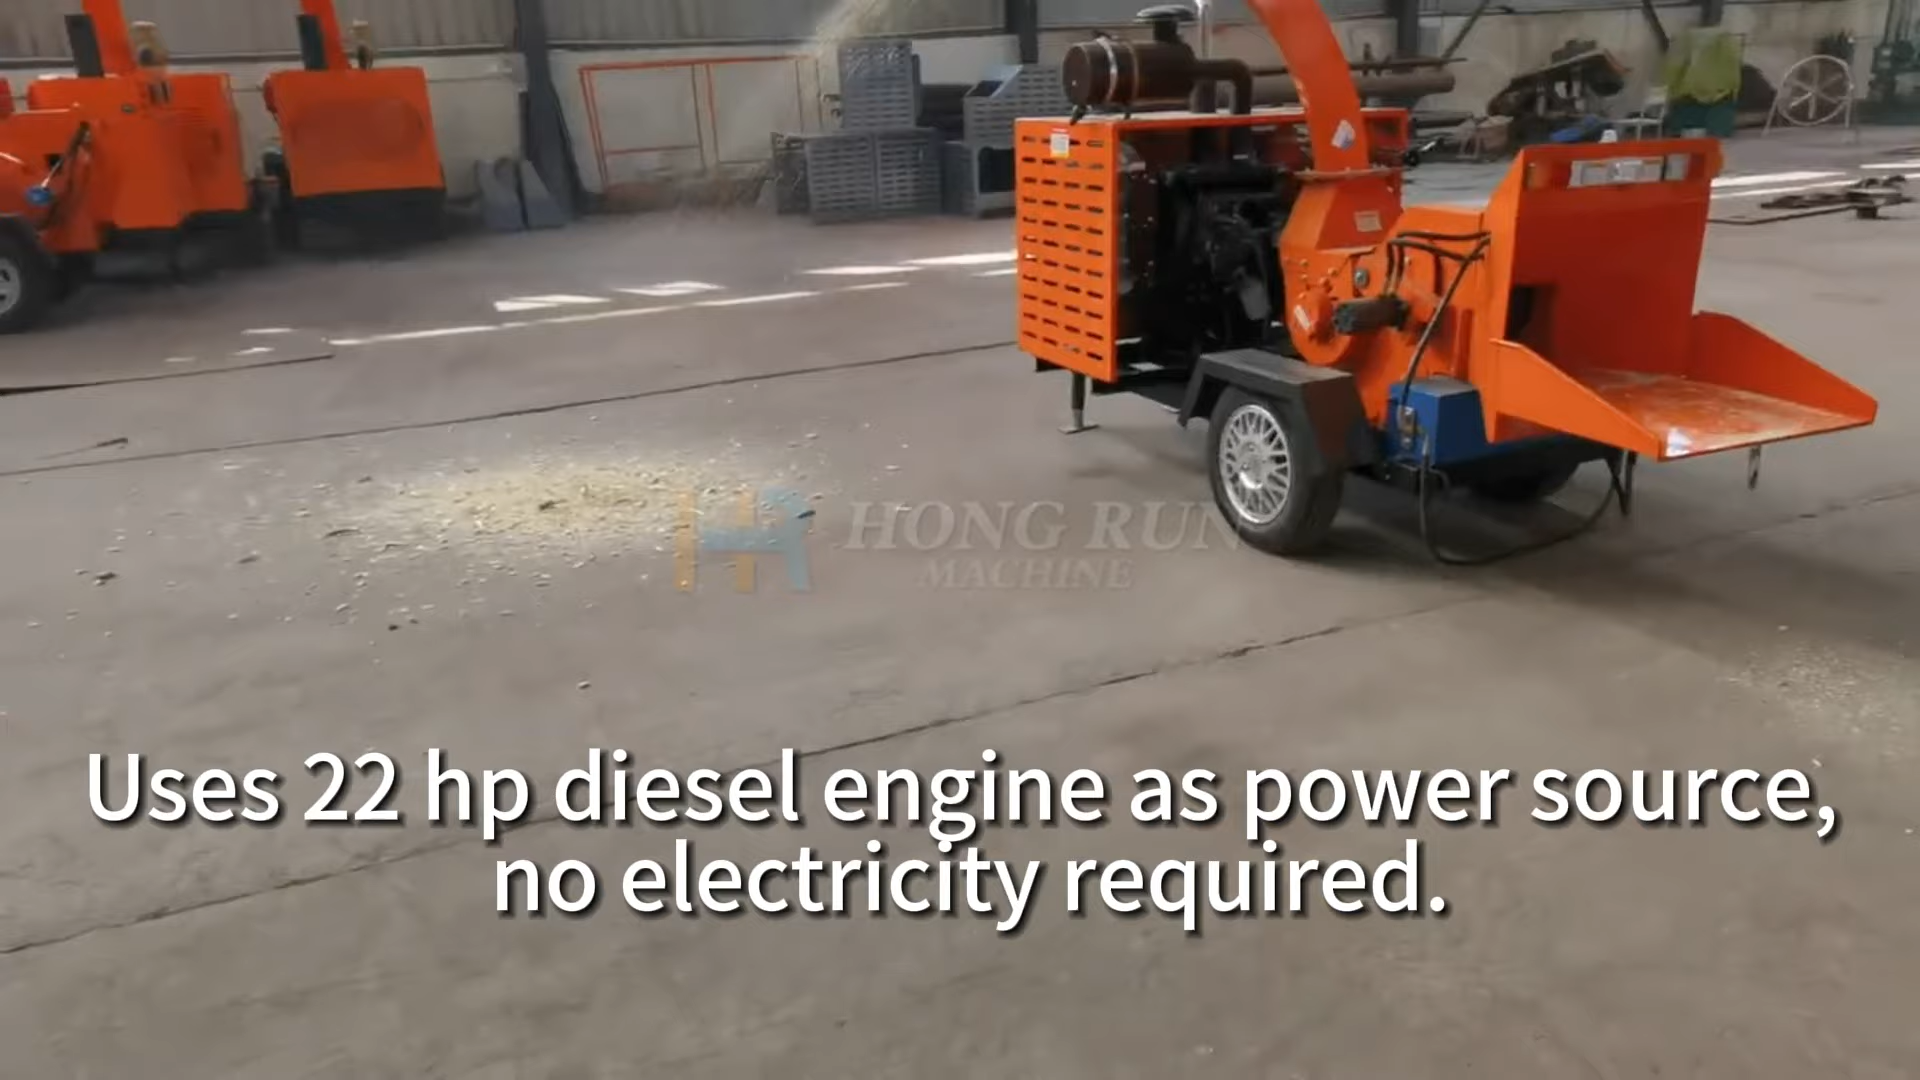 HONG RUN
MACHINE
Uses 22 hp diesel engine as power source,
no electricity required.